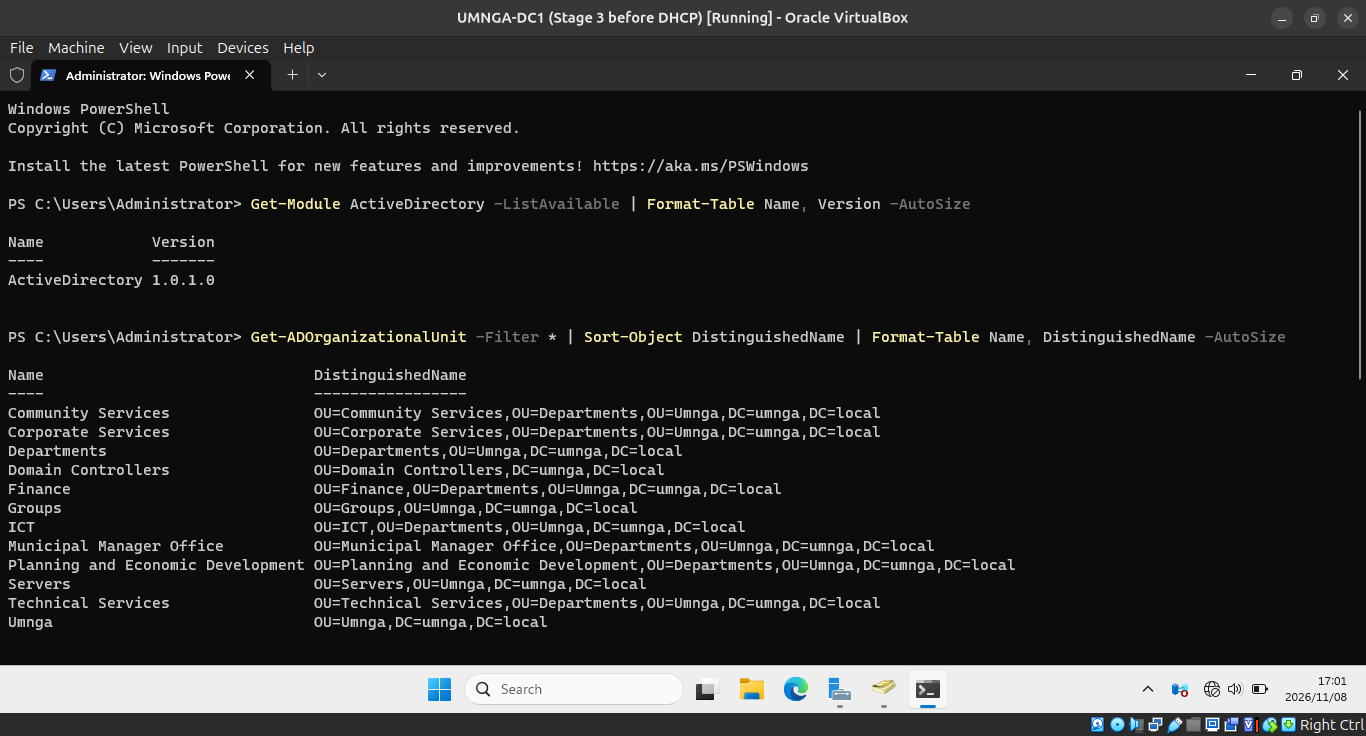 UMNGA-DC1 (Stage 3 before DHCP) [Running] - Oracle VirtualBox
File Machine View Input Devices Help
Administrator: Windows Powe
Windows PowerShell
Copyright (C) Microsoft Corporation. All rights reserved.
Install the latest PowerShell for new features and improvements! https://aka.ms/PSWindows
PS C:\Users\Administrator> Get-Module ActiveDirectory -ListAvailable | Format-Table Name, Version -AutoSize
Name            Version
----            -------
ActiveDirectory 1.0.1.0
PS C:\Users\Administrator> Get-ADOrganizationalUnit -Filter * | Sort-Object DistinguishedName | Format-Table Name, DistinguishedName -AutoSize
Name                              DistinguishedName
----                              -----------------
Community Services                OU=Community Services,OU=Departments,OU=Umnga,DC=umnga,DC=local
Corporate Services                OU=Corporate Services,OU=Departments,OU=Umnga,DC=umnga,DC=local
Departments                       OU=Departments,OU=Umnga,DC=umnga,DC=local
Domain Controllers                OU=Domain Controllers,DC=umnga,DC=local
Finance                           OU=Finance,OU=Departments,OU=Umnga,DC=umnga,DC=local
Groups                            OU=Groups,OU=Umnga,DC=umnga,DC=local
ICT                               OU=ICT,OU=Departments,OU=Umnga,DC=umnga,DC=local
Municipal Manager Office          OU=Municipal Manager Office,OU=Departments,OU=Umnga,DC=umnga,DC=local
Planning and Economic Development OU=Planning and Economic Development,OU=Departments,OU=Umnga,DC=umnga,DC=local
Servers                           OU=Servers,OU=Umnga,DC=umnga,DC=local
Technical Services                OU=Technical Services,OU=Departments,OU=Umnga,DC=umnga,DC=local
Umnga                             OU=Umnga,DC=umnga,DC=local
Search
17:01
2026/11/08
Right Ctrl